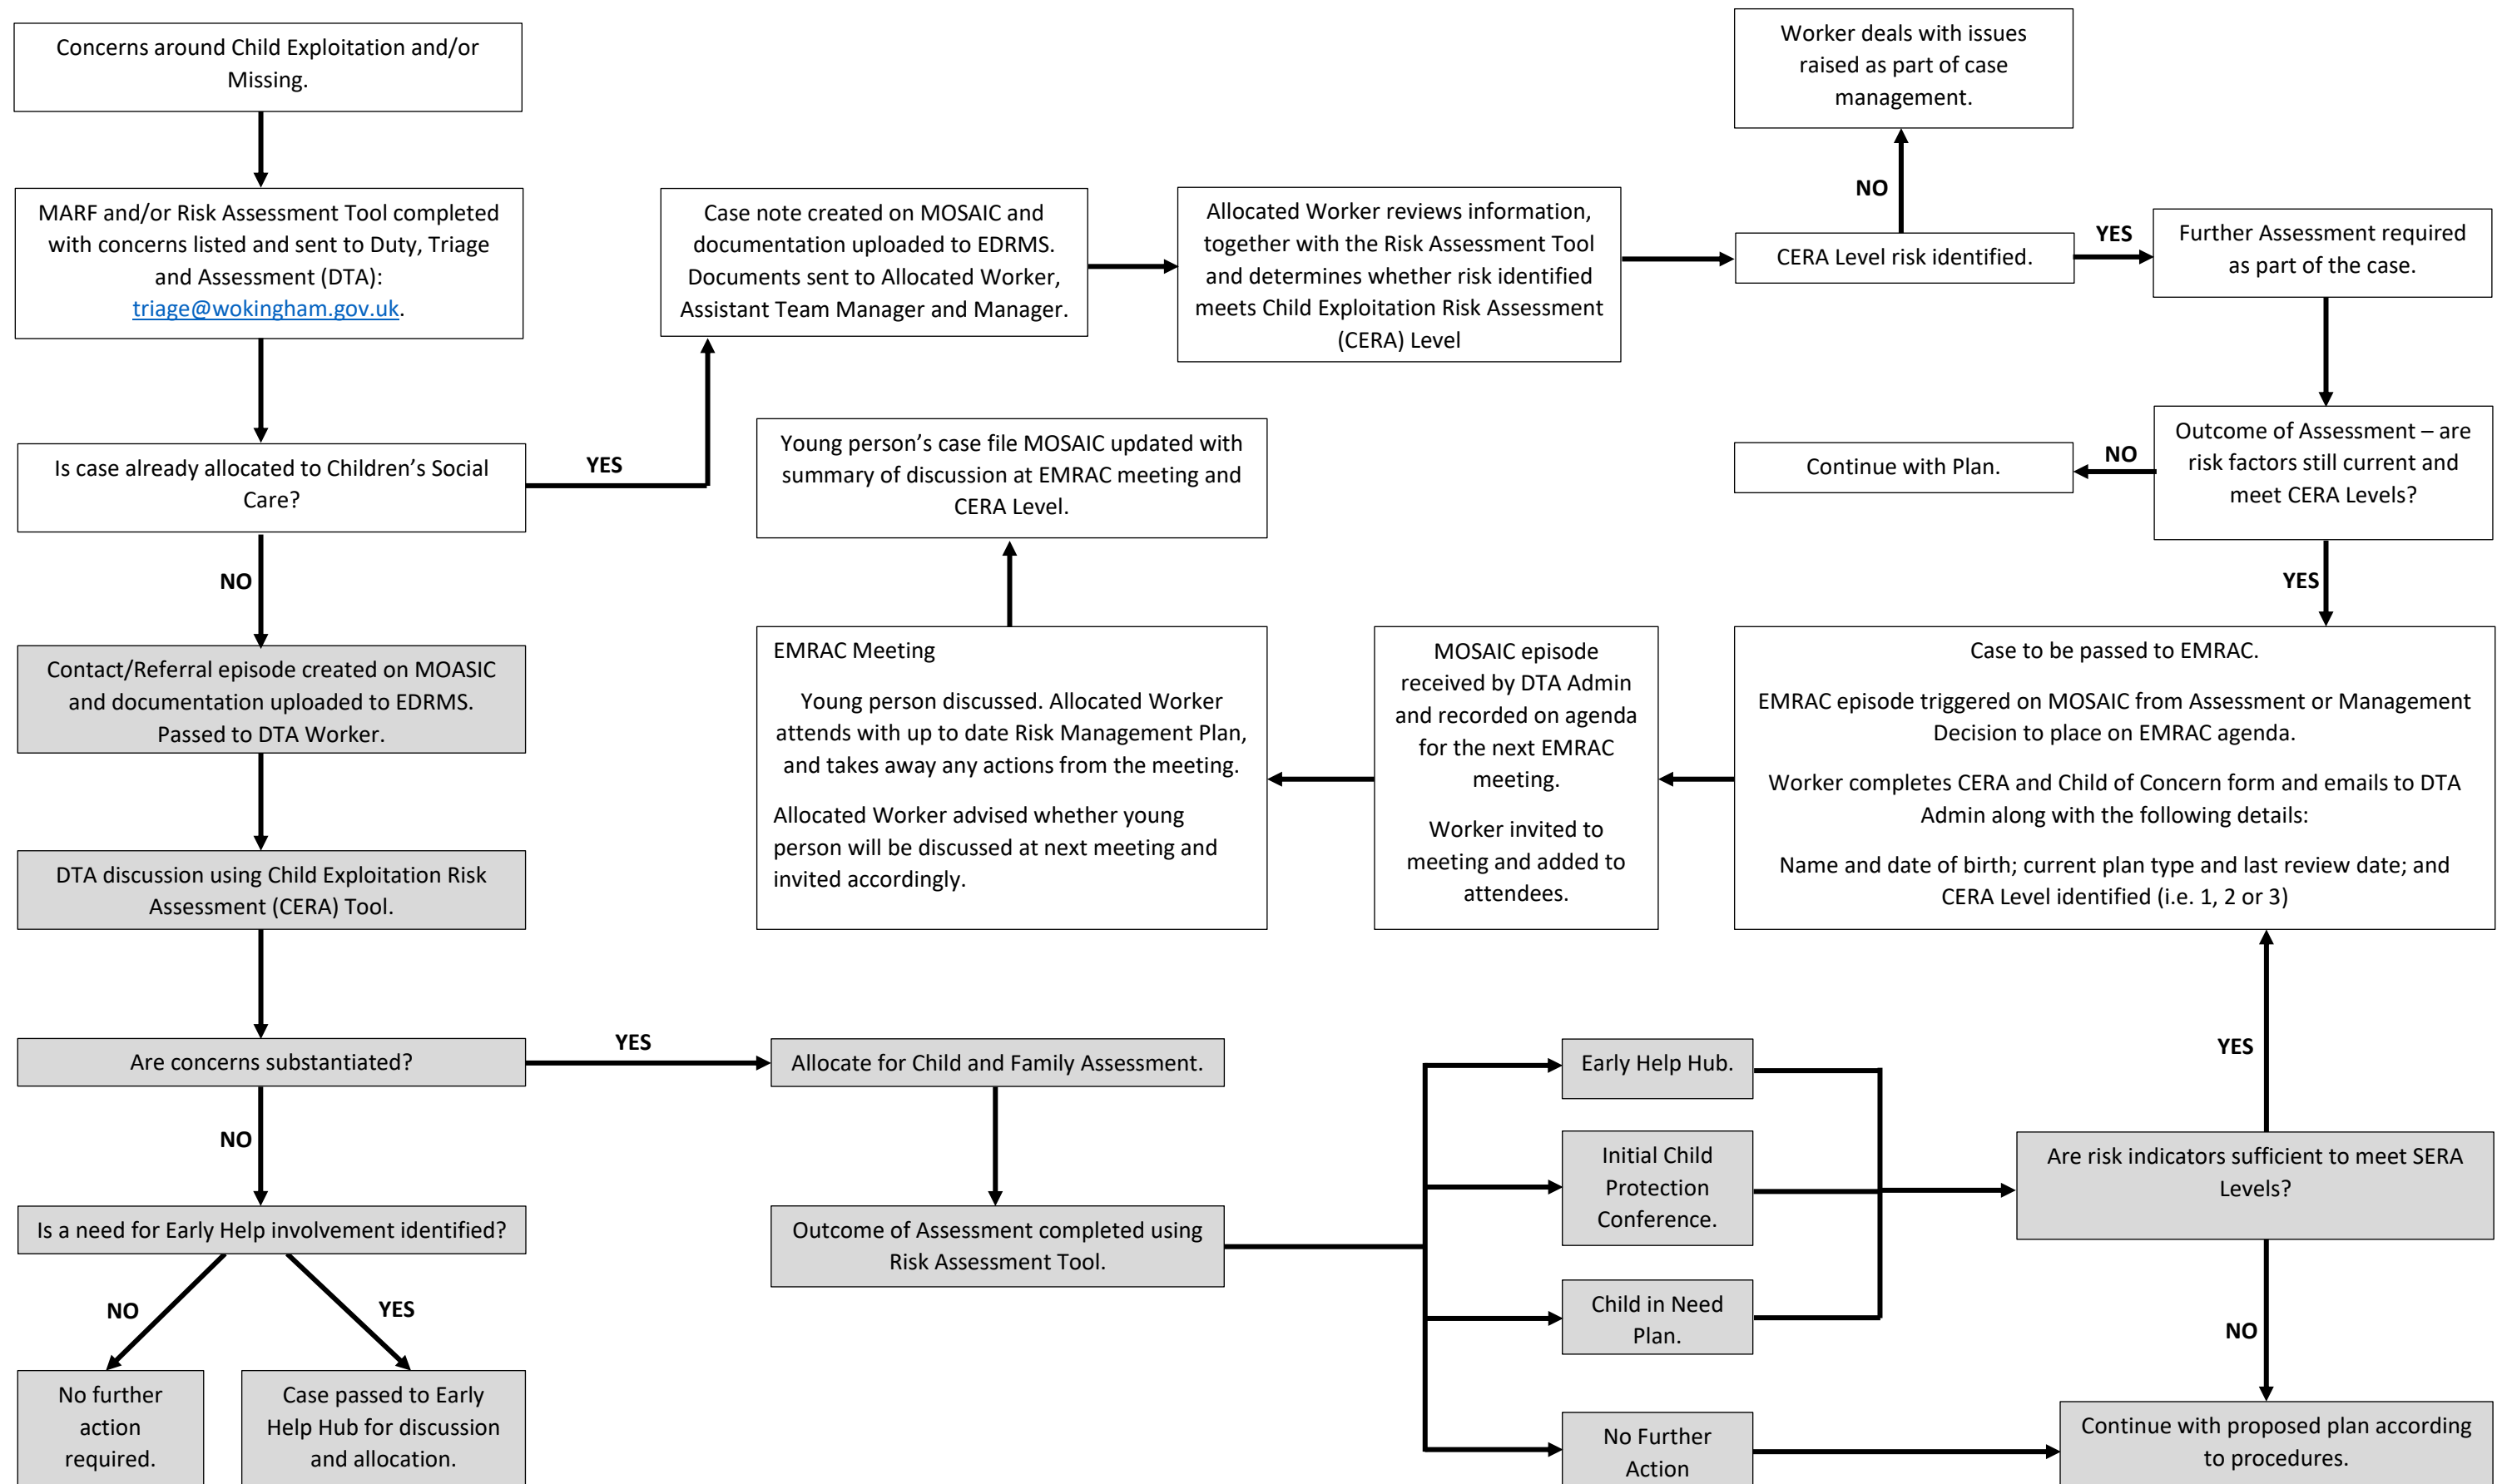 Concerns around Child Exploitation and/or
Missing.
MARF and/or Risk Assessment Tool completed
with concerns listed and sent to Duty, Triage
and Assessment (DTA):
triage@wokingham.gov.uk.
Is case already allocated to Children's Social
Care?
YES
NO
Case note created on MOSAIC and
documentation uploaded to EDRMS.
Documents sent to Allocated Worker,
Assistant Team Manager and Manager.
Allocated Worker reviews information,
together with the Risk Assessment Tool
and determines whether risk identified
meets Child Exploitation Risk Assessment
(CERA) Level
CERA Level risk identified.
NO
Worker deals with issues
raised as part of case
management.
YES
Further Assessment required
as part of the case.
Outcome of Assessment – are
risk factors still current and
meet CERA Levels?
NO
Continue with Plan.
YES
Case to be passed to EMRAC.
EMRAC episode triggered on MOSAIC from Assessment or Management
Decision to place on EMRAC agenda.
Worker completes CERA and Child of Concern form and emails to DTA
Admin along with the following details:
Name and date of birth; current plan type and last review date; and
CERA Level identified (i.e. 1, 2 or 3)
MOSAIC episode
received by DTA Admin
and recorded on agenda
for the next EMRAC
meeting.
Worker invited to
meeting and added to
attendees.
EMRAC Meeting
Young person discussed. Allocated Worker
attends with up to date Risk Management Plan,
and takes away any actions from the meeting.
Allocated Worker advised whether young
person will be discussed at next meeting and
invited accordingly.
Young person's case file MOSAIC updated with
summary of discussion at EMRAC meeting and
CERA Level.
Contact/Referral episode created on MOASIC
and documentation uploaded to EDRMS.
Passed to DTA Worker.
DTA discussion using Child Exploitation Risk
Assessment (CERA) Tool.
Are concerns substantiated?
YES
NO
Is a need for Early Help involvement identified?
NO
YES
No further
action
required.
Case passed to Early
Help Hub for discussion
and allocation.
Allocate for Child and Family Assessment.
Outcome of Assessment completed using
Risk Assessment Tool.
Early Help Hub.
Initial Child
Protection
Conference.
Child in Need
Plan.
No Further
Action
Are risk indicators sufficient to meet SERA
Levels?
YES
NO
Continue with proposed plan according
to procedures.